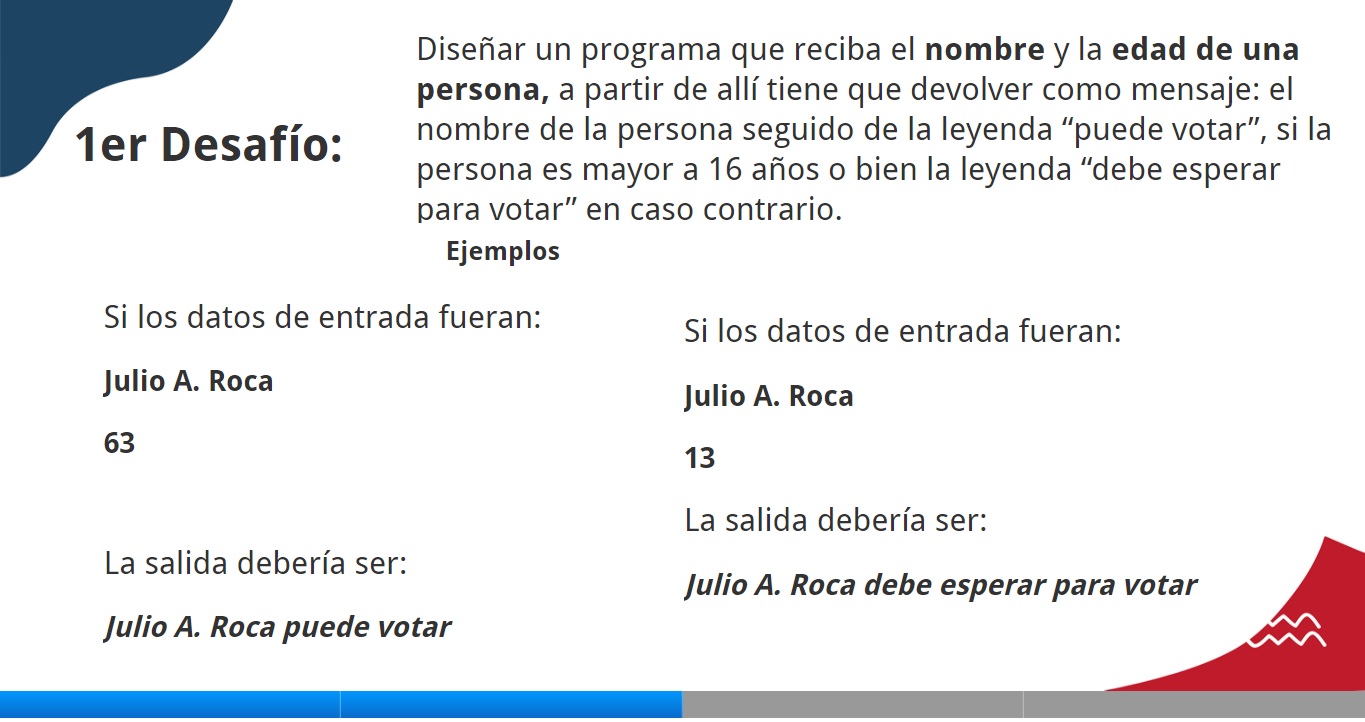 1er Desafío:
Diseñar un programa que reciba el nombre y la edad de una
persona, a partir de allí tiene que devolver como mensaje: el
nombre de la persona seguido de la leyenda “puede votar”, si la
persona es mayor a 16 años o bien la leyenda “debe esperar
para votar” en caso contrario.
Ejemplos
Si los datos de entrada fueran:
Julio A. Roca
63
La salida debería ser:
Julio A. Roca puede votar
Si los datos de entrada fueran:
Julio A. Roca
13
La salida debería ser:
Julio A. Roca debe esperar para votar